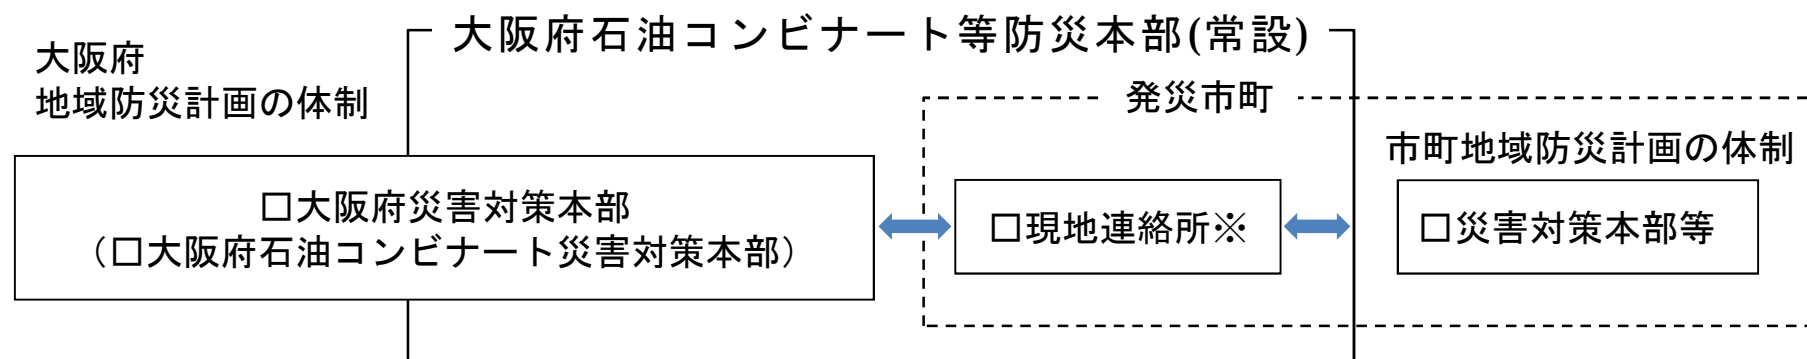 大阪府石油コンビナート等防災本部(常設)
大阪府
地域防災計画の体制
発災市町
市町地域防災計画の体制
□大阪府災害対策本部
（□大阪府石油コンビナート災害対策本部）
□現地連絡所※
□災害対策本部等